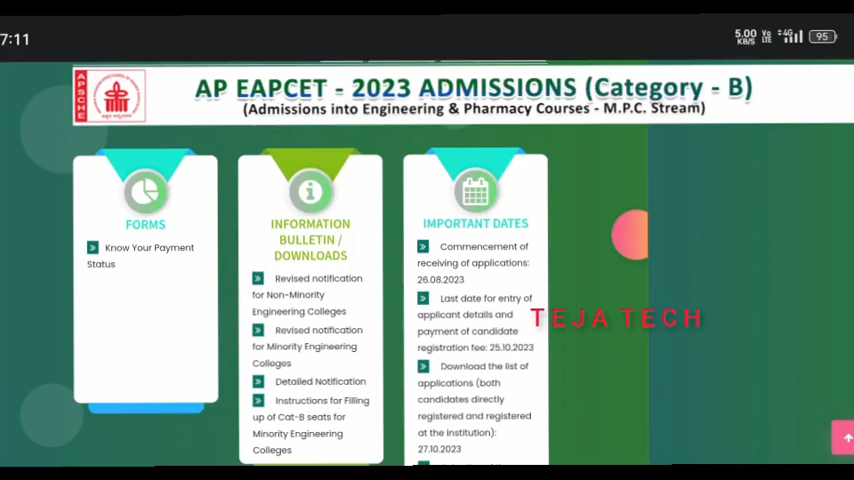 7:11
5.00 KB/S Vo LTE 4G 95
AP EAPCET - 2023 ADMISSIONS (Category - B)
(Admissions into Engineering & Pharmacy Courses - M.P.C. Stream)
APSCHE
FORMS
Know Your Payment
Status
INFORMATION
BULLETIN /
DOWNLOADS
Revised notification
for Non-Minority
Engineering Colleges
Revised notification
for Minority Engineering
Colleges
Detailed Notification
Instructions for Filling
up of Cat-B seats for
Minority Engineering
Colleges
IMPORTANT DATES
Commencement of
receiving of applications:
26.08.2023
Last date for entry of
applicant details and
payment of candidate
registration fee: 25.10.2023
Download the list of
applications (both
candidates directly
registered and registered
at the institution):
27.10.2023
TEJA TECH